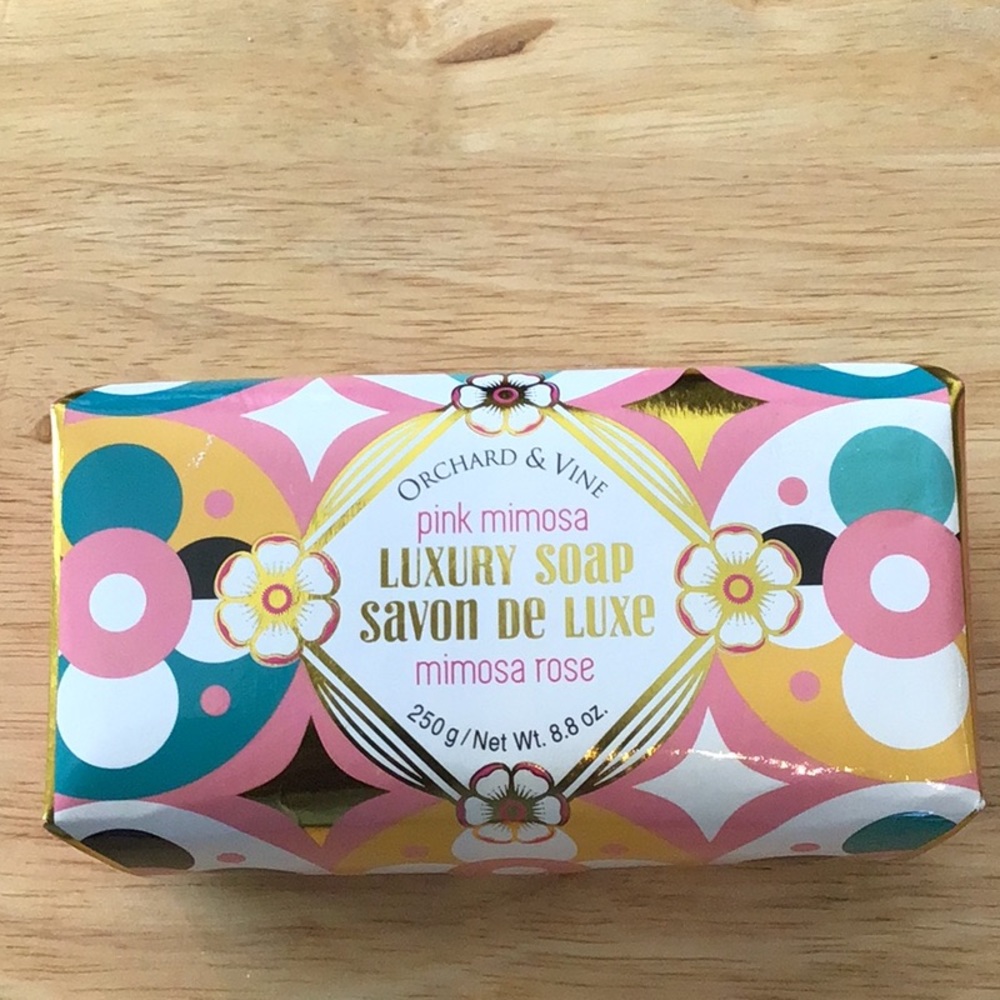 ORCHARD & VINE
pink mimosa
LUXURY SOAP
savon DE LUXE
mimosa rose
250 g / Net Wt. 8.8 oz.